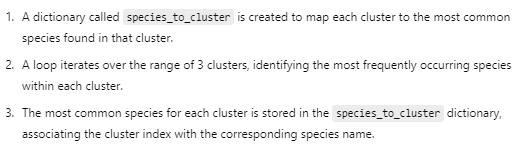 1. A dictionary called species_to_cluster is created to map each cluster to the most common
species found in that cluster.
2. A loop iterates over the range of 3 clusters, identifying the most frequently occurring species
within each cluster.
3. The most common species for each cluster is stored in the species_to_cluster dictionary,
associating the cluster index with the corresponding species name.